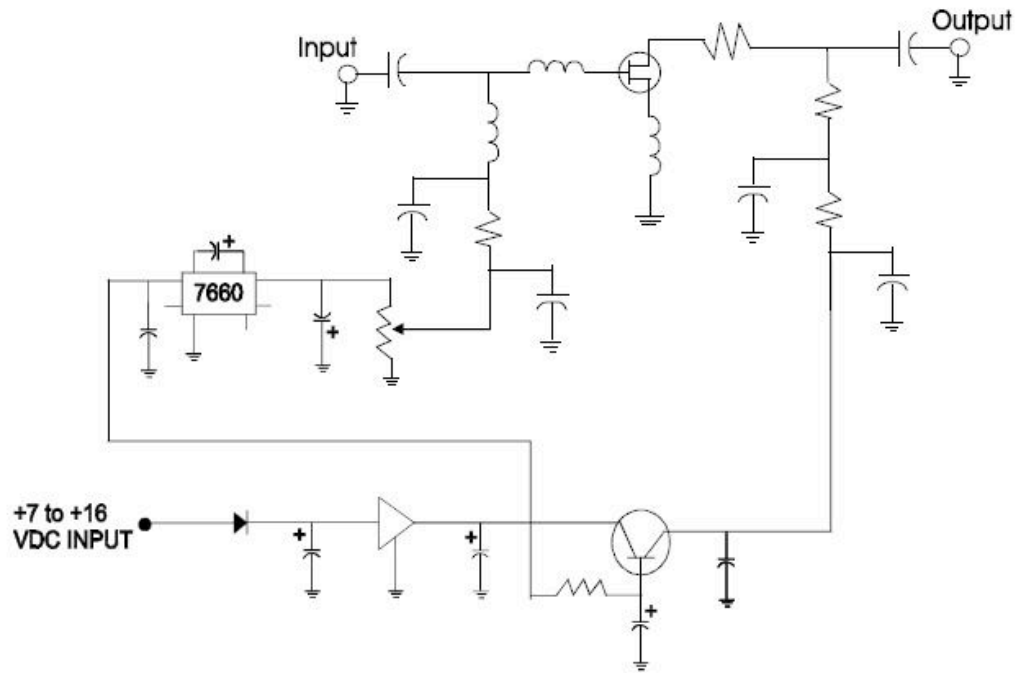 Input
Output
+
7660
+
+7 to +16
VDC INPUT
+
+
+